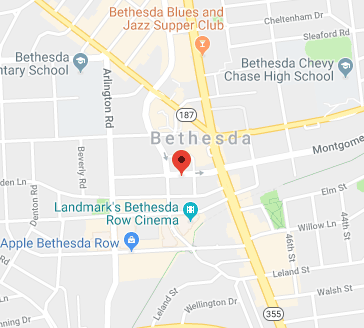 Cheltenham Dr
Bethesda Blues and
Jazz Supper Club
Sleaford Rd
Bethesda
ntary School
Arlington Rd
Bethesda Chevy
Chase High School
187
Bethesda
Montgome
Beverly Rd
den Ln
Denton Rd
Landmark's Bethesda
Row Cinema
Elm St
44th St
Willow Ln
Apple Bethesda Row
46th St
Leland St
Leland St
Walsh St
Wellington Dr
nning Dr
355